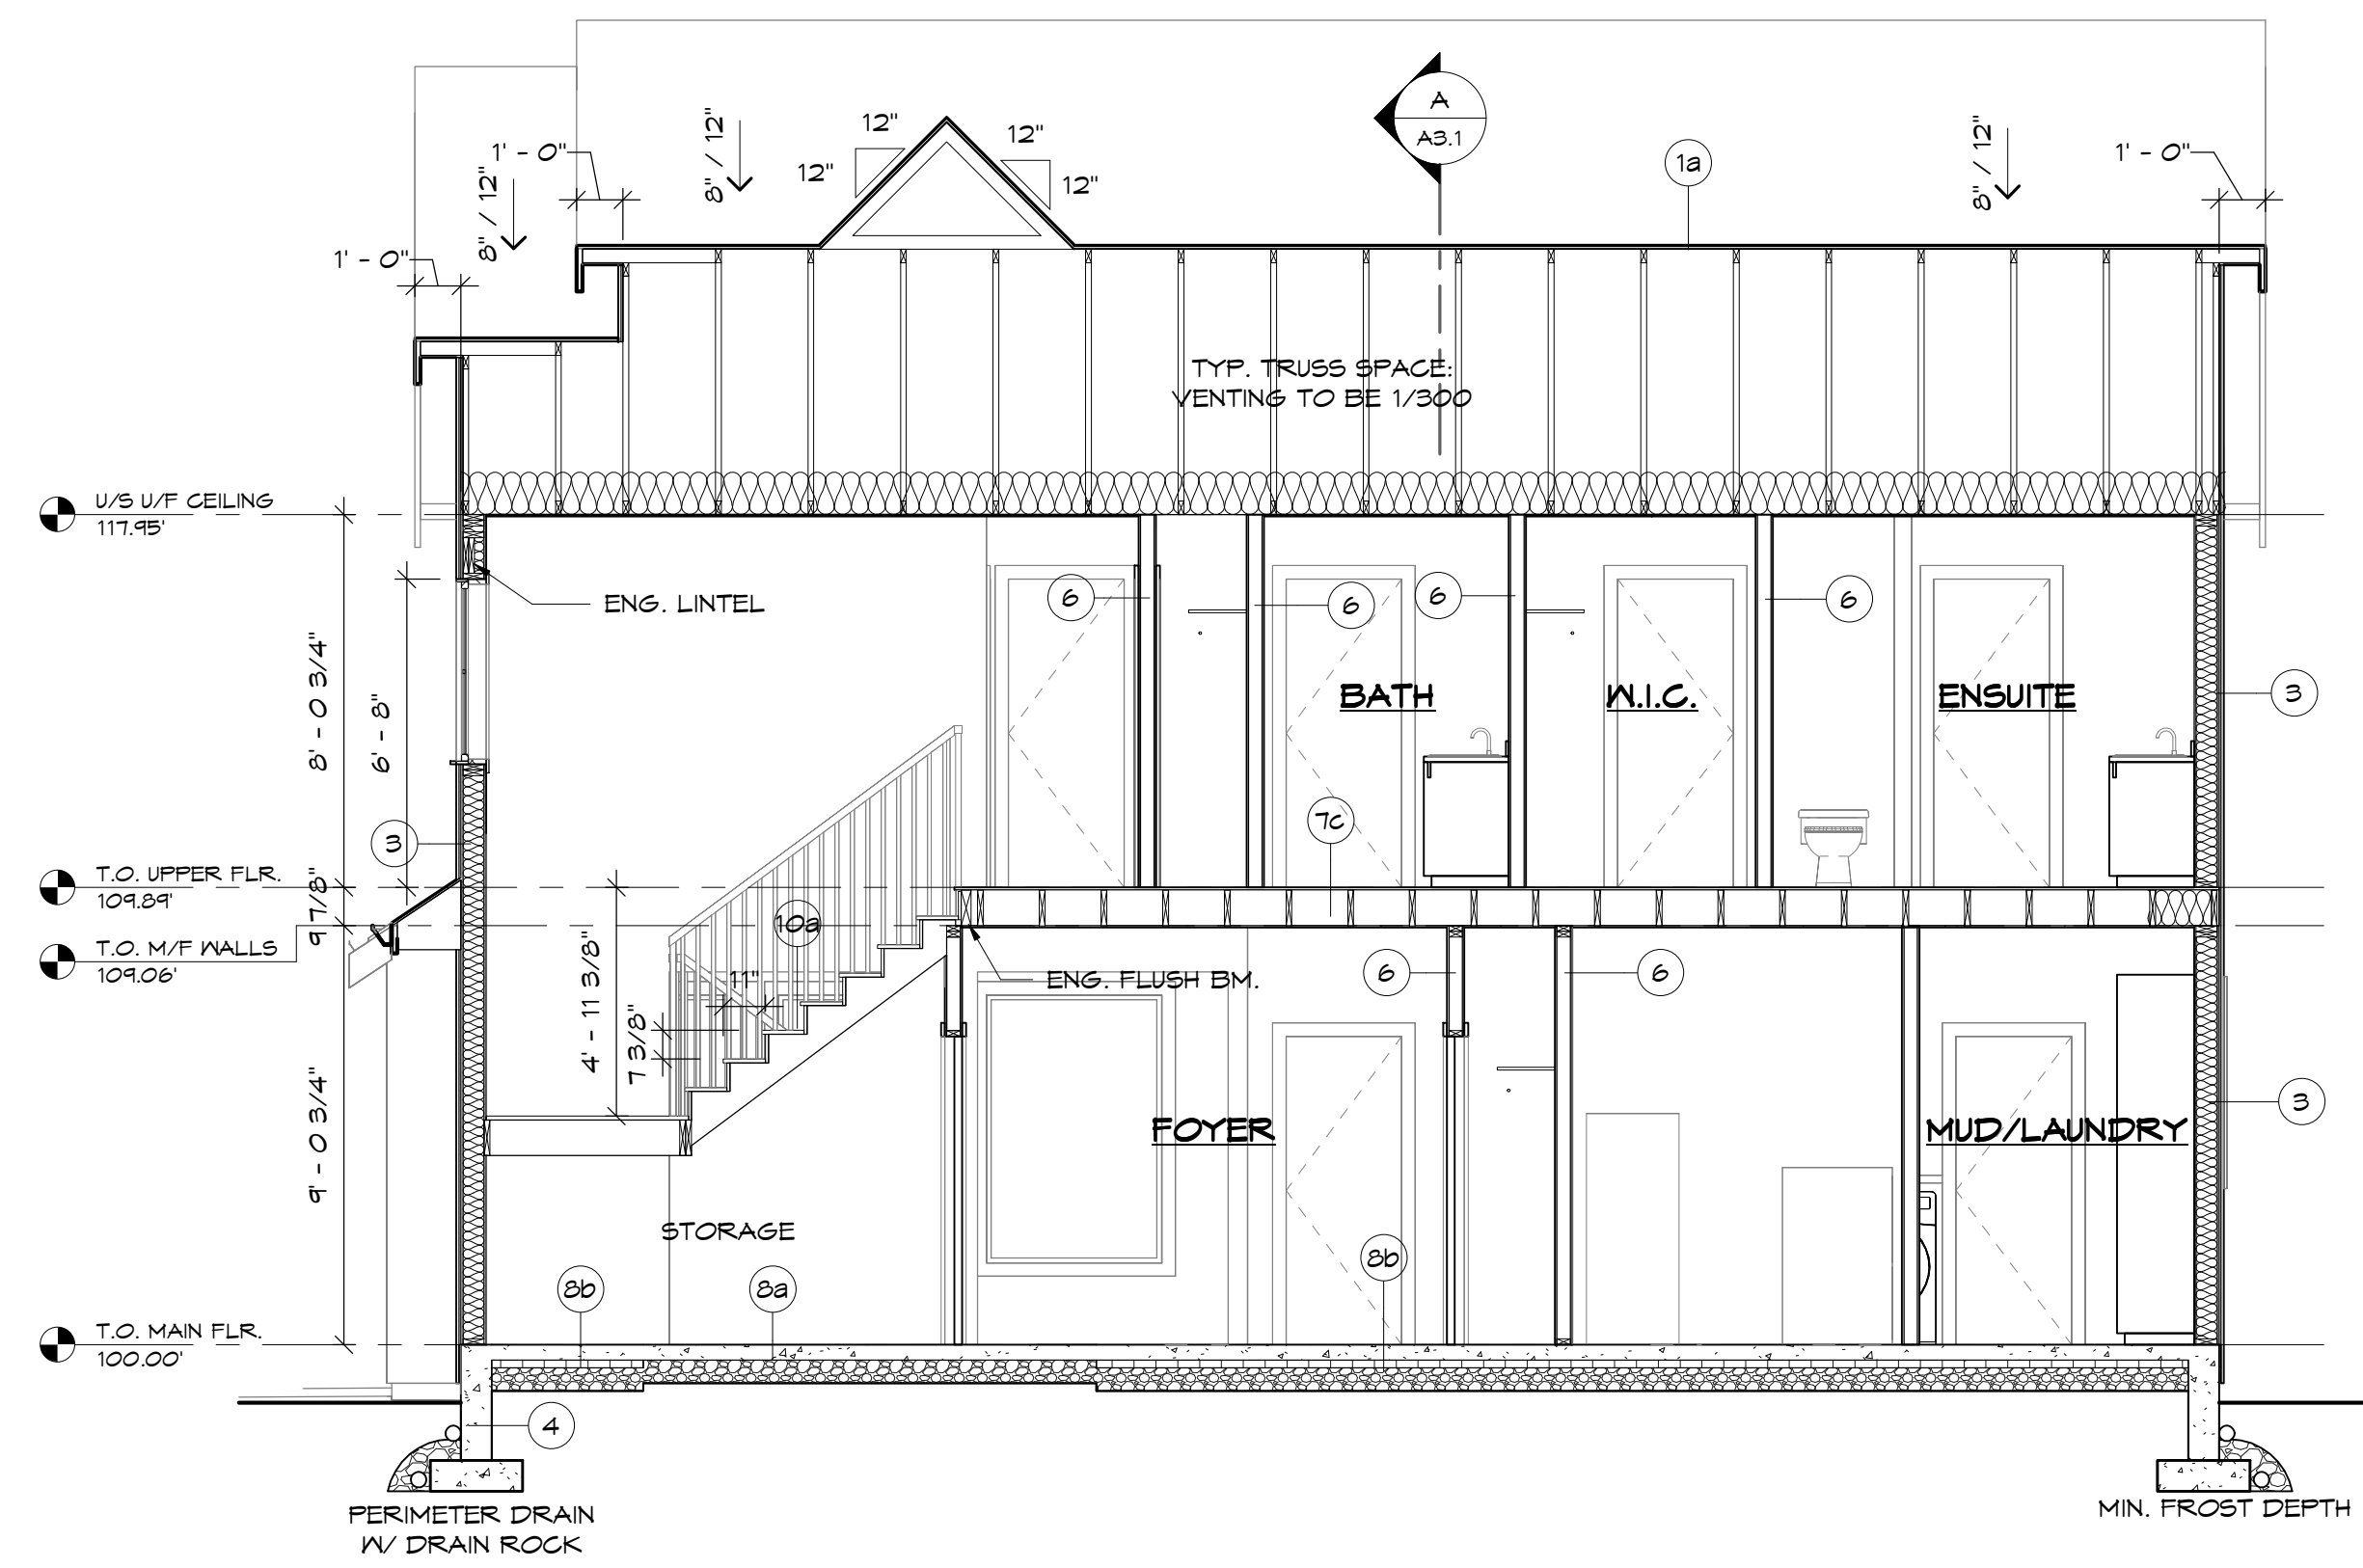 A
A3.1
12"
12"
12"
12"
8" / 12"
8" / 12"
8" / 12"
1' - 0"
1' - 0"
1' - 0"
1a
TYP. TRUSS SPACE:
VENTING TO BE 1/300
U/S U/F CEILING
117.95'
ENG. LINTEL
6
6
6
6
8' - 0 3/4"
6' - 8"
BATH
W.I.C.
ENSUITE
3
3
7c
T.O. UPPER FLR.
109.89'
9 7/8"
10a
T.O. M/F WALLS
109.06'
11"
ENG. FLUSH BM.
6
6
4' - 11 3/8"
7 3/8"
9' - 0 3/4"
FOYER
MUD/LAUNDRY
3
STORAGE
8b
8a
8b
T.O. MAIN FLR.
100.00'
4
PERIMETER DRAIN
W/ DRAIN ROCK
MIN. FROST DEPTH